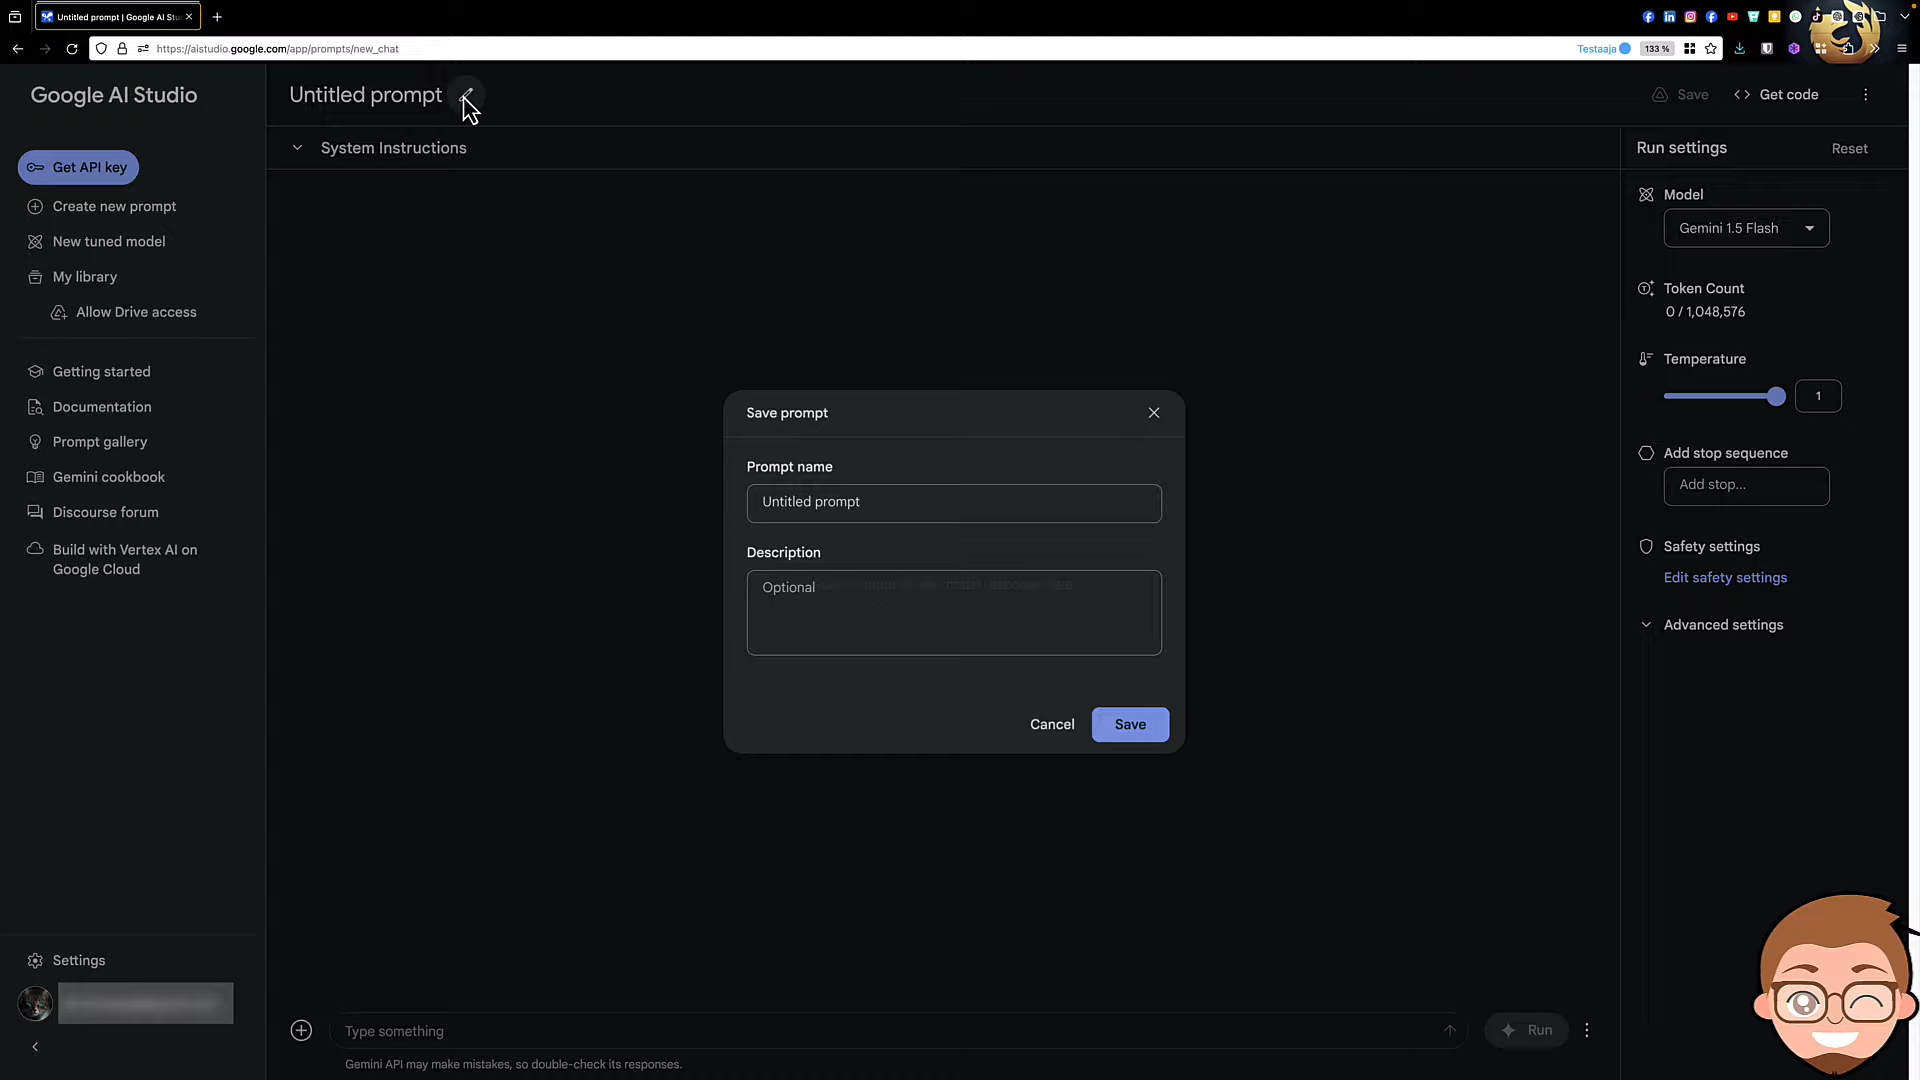 Untitled prompt | Google AI Stu
https://aistudio.google.com/app/prompts/new_chat
Testaaja
133 %
Google AI Studio
Untitled prompt
Save
Get code
System Instructions
Run settings
Reset
Get API key
Create new prompt
New tuned model
My library
Allow Drive access
Getting started
Documentation
Prompt gallery
Gemini cookbook
Discourse forum
Build with Vertex AI on
Google Cloud
Model
Gemini 1.5 Flash
Token Count
0 / 1,048,576
Temperature
1
Add stop sequence
Add stop...
Safety settings
Edit safety settings
Advanced settings
Save prompt
Prompt name
Untitled prompt
Description
Optional
Cancel
Save
Settings
Type something
Run
Gemini API may make mistakes, so double-check its responses.